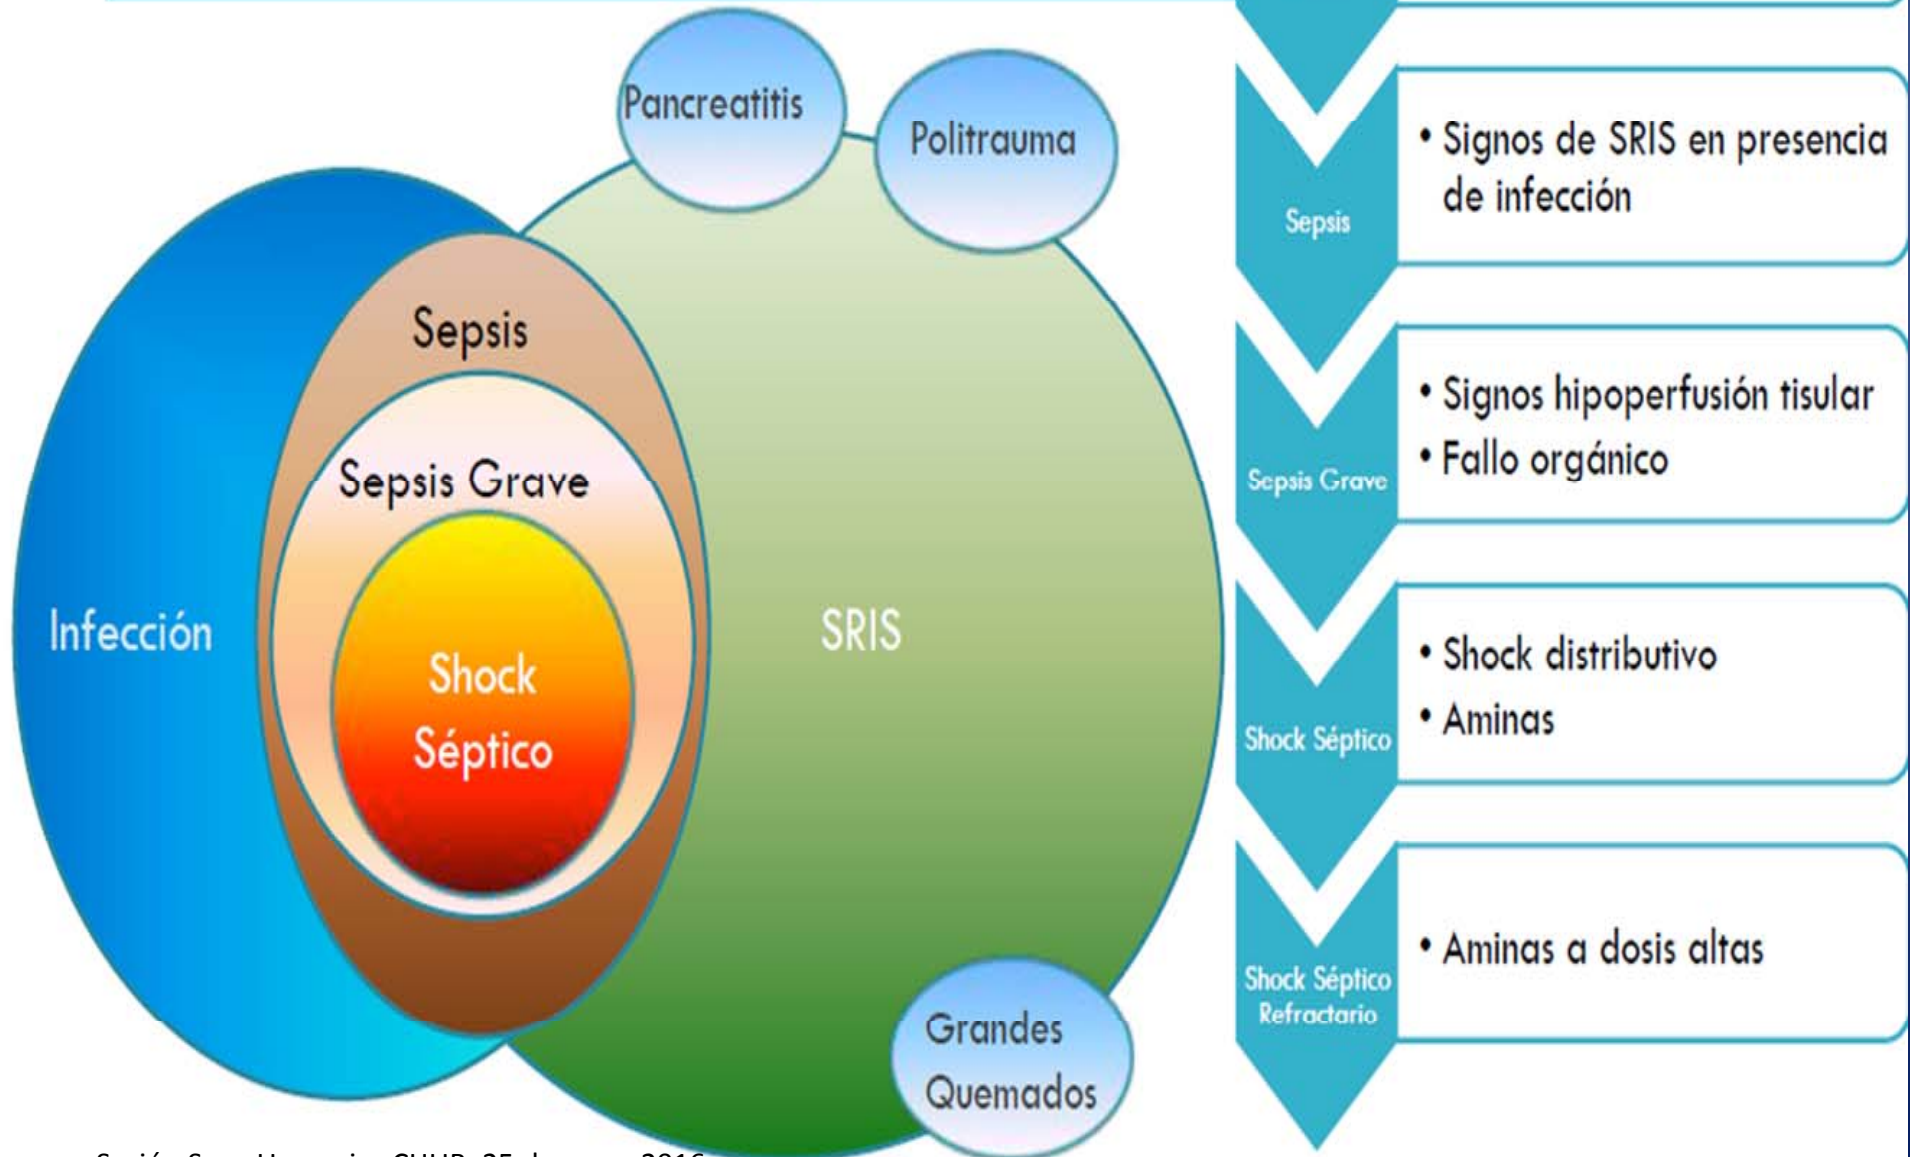 Pancreatitis
Politrauma
Sepsis
Sepsis Grave
Infección
Shock
Séptico
SRIS
Grandes
Quemados
Sepsis
• Signos de SRIS en presencia
de infección
Sepsis Grave
• Signos hipoperfusión tisular
• Fallo orgánico
Shock Séptico
• Shock distributivo
• Aminas
Shock Séptico
Refractario
• Aminas a dosis altas